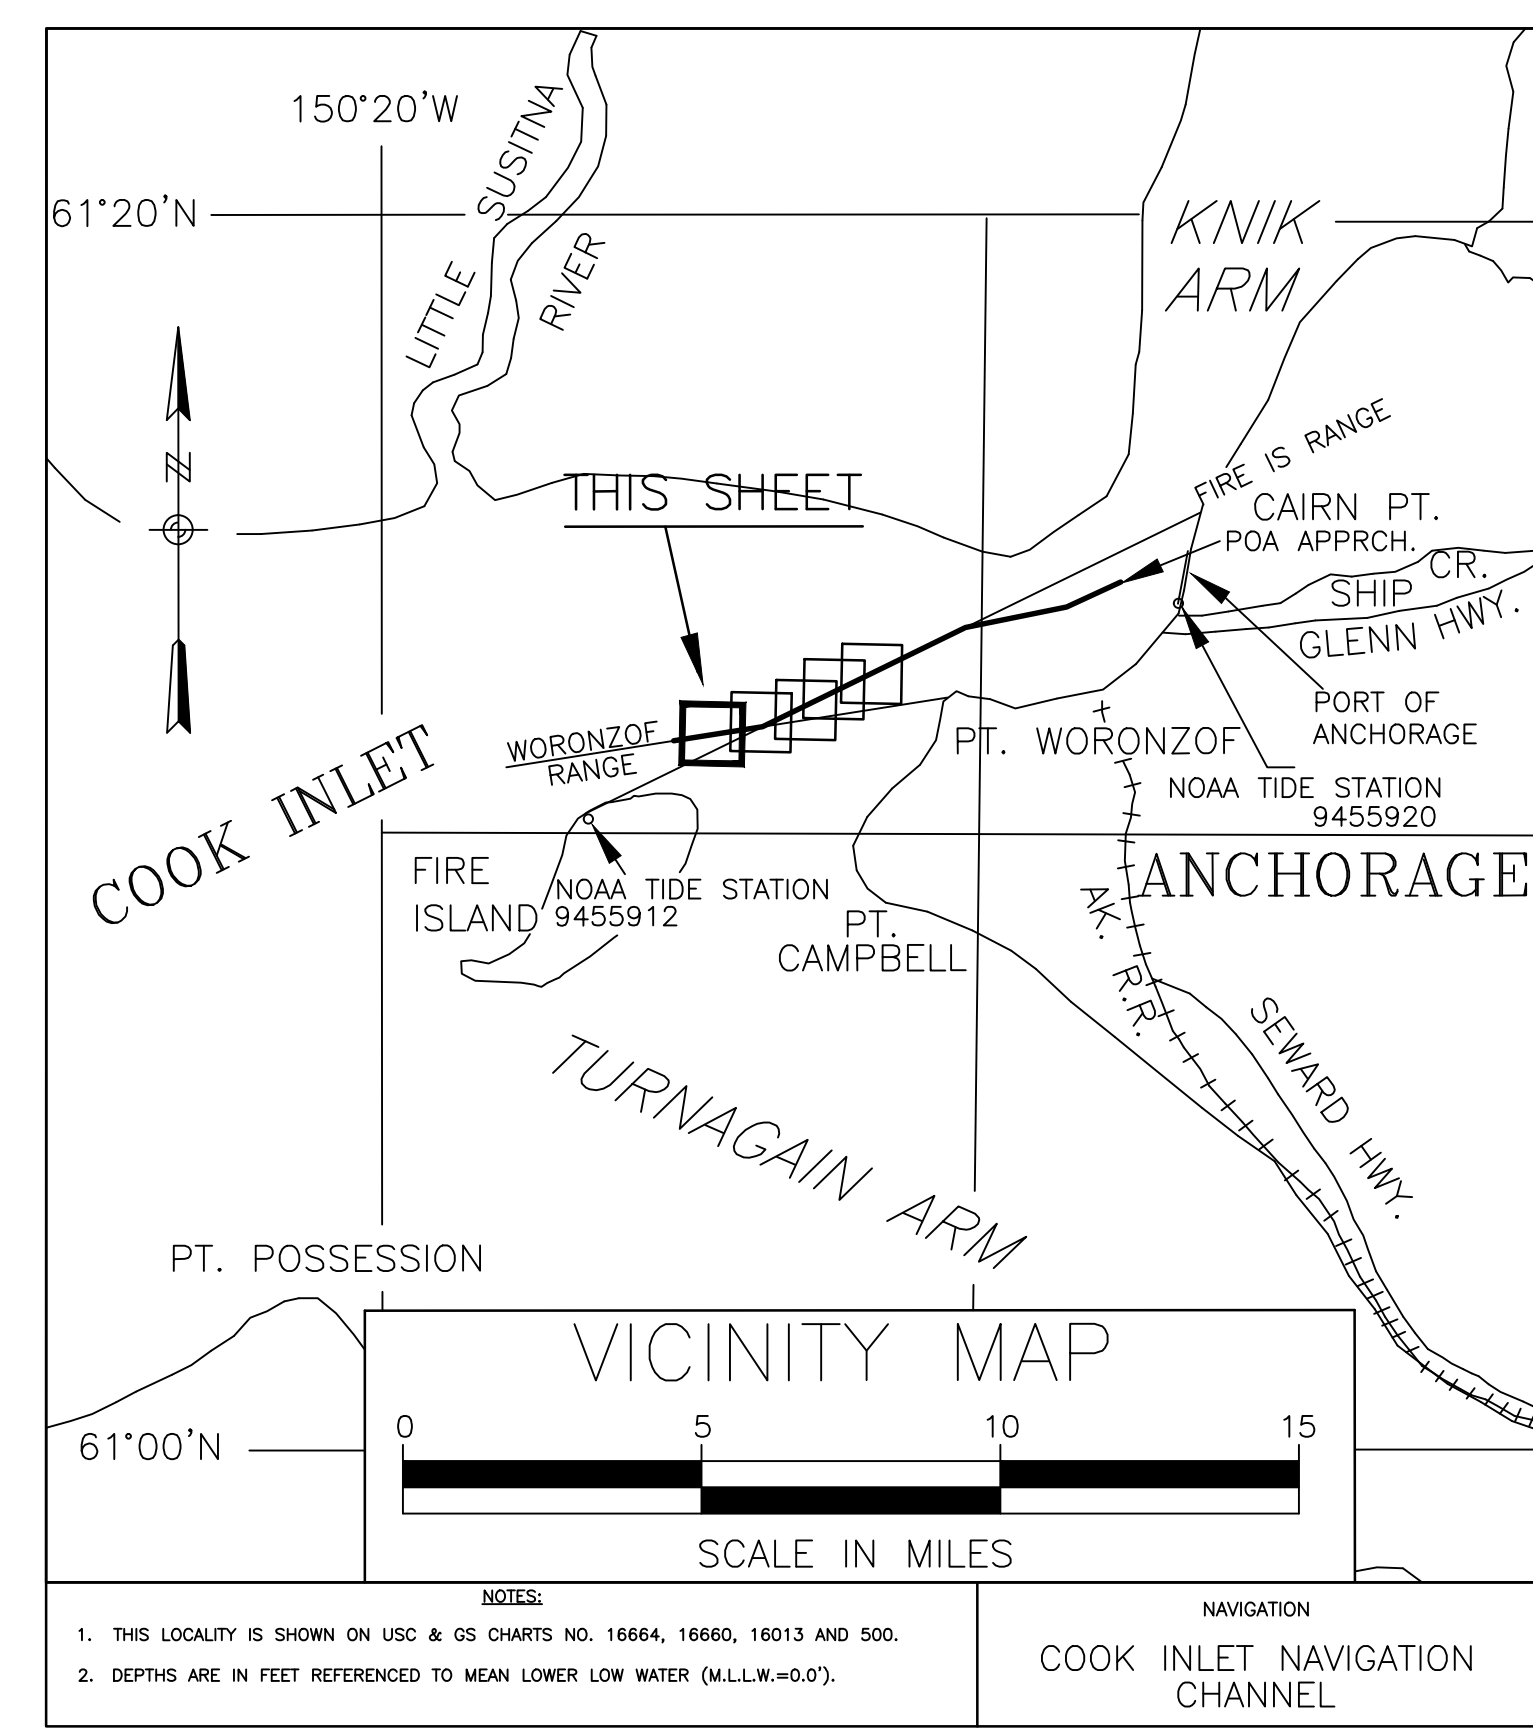 150°20'W
61°20'N
LITTLE SUSITNA
RIVER
KNIK
ARM
N
THIS SHEET
FIRE IS RANGE
CAIRN PT.
POA APPRCH.
SHIP CR.
GLENN HWY.
PORT OF
ANCHORAGE
WORONZOF
RANGE
PT. WORONZOF
NOAA TIDE STATION
9455920
COOK INLET
FIRE
ISLAND
NOAA TIDE STATION
9455912
PT.
CAMPBELL
ANCHORAGE
AK. R.R.
SEWARD HWY.
TURNAGAIN ARM
PT. POSSESSION
VICINITY MAP
0 5 10 15
SCALE IN MILES
61°00'N
NOTES:
1. THIS LOCALITY IS SHOWN ON USC & GS CHARTS NO. 16664, 16660, 16013 AND 500.
2. DEPTHS ARE IN FEET REFERENCED TO MEAN LOWER LOW WATER (M.L.L.W.=0.0').
NAVIGATION
COOK INLET NAVIGATION
CHANNEL